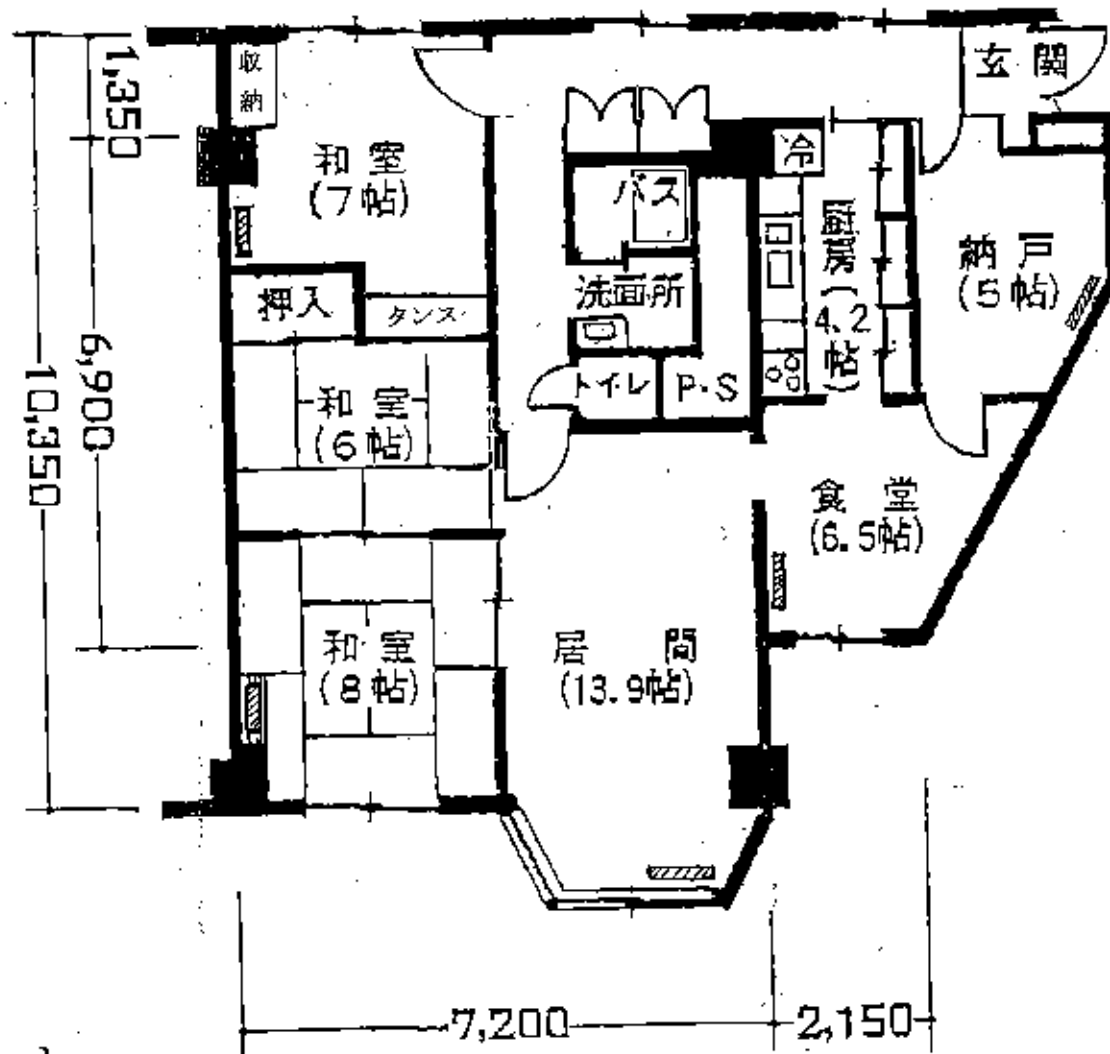 玄関
収納
1,350
和室
(7帖)
冷
バス
厨房(4.2帖)
納戸
(5帖)
押入
タンス
洗面所
6,900
10,350
トイレ
P·S
和室
(6帖)
食堂
(6.5帖)
和室
(8帖)
居間
(13.9帖)
7,200
2,150